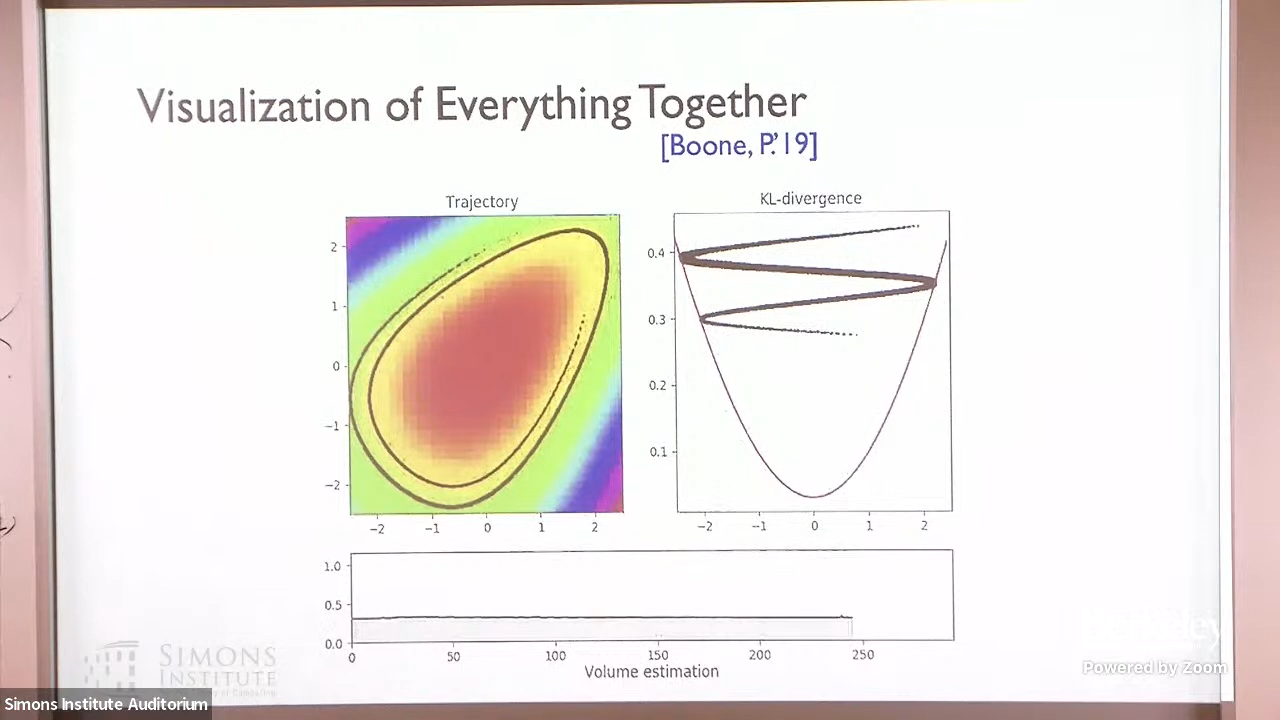 Visualization of Everything Together
[Boone, P.'19]
Trajectory
KL-divergence
2
1
0
−1
−2
−2 −1 0 1 2
0.4
0.3
0.2
0.1
−2 −1 0 1 2
1.0
0.5
0.0
0 50 100 150 200 250
Volume estimation
SIMONS
INSTITUTE
of Computing
Powered by Zoom
Simons Institute Auditorium